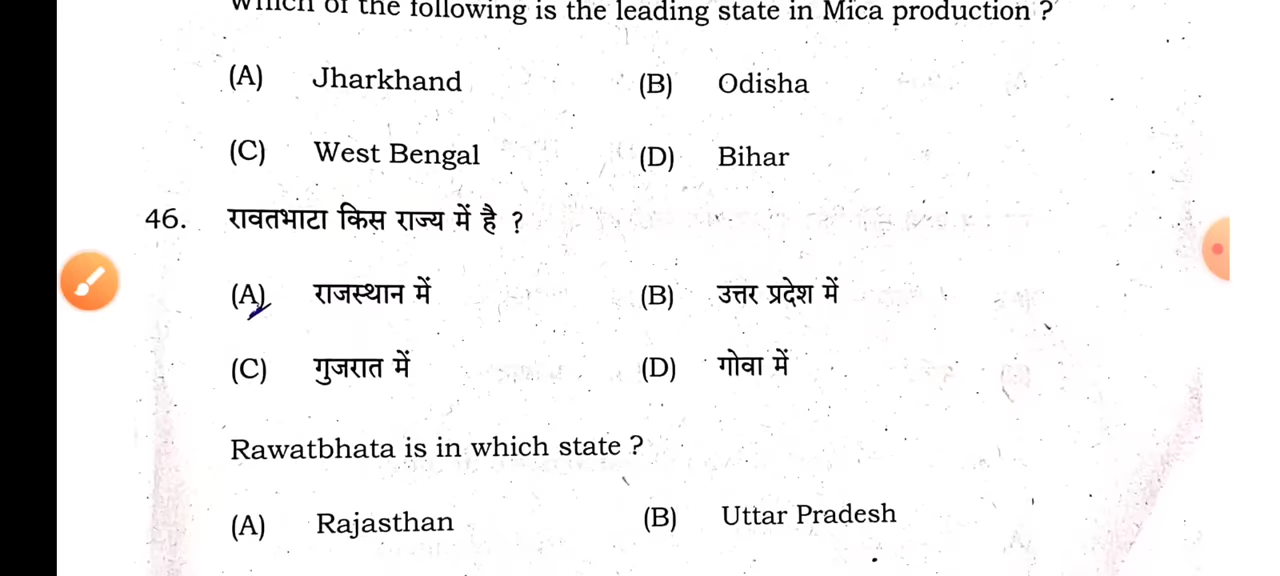 Which of the following is the leading state in Mica production ?
(A) Jharkhand (B) Odisha
(C) West Bengal (D) Bihar
46. रावतभाटा किस राज्य में है ?
(A) राजस्थान में (B) उत्तर प्रदेश में
(C) गुजरात में (D) गोवा में
Rawatbhata is in which state ?
(A) Rajasthan (B) Uttar Pradesh